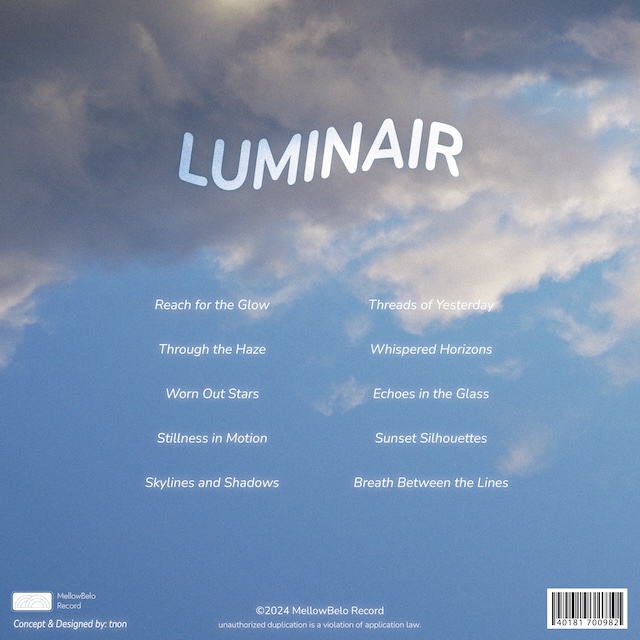 LUMINAIR
Reach for the Glow
Through the Haze
Worn Out Stars
Stillness in Motion
Skylines and Shadows
Threads of Yesterday
Whispered Horizons
Echoes in the Glass
Sunset Silhouettes
Breath Between the Lines
MellowBelo
Record
Concept & Designed by: tnon
©2024 MellowBelo Record
unauthorized duplication is a violation of application law.
40181 700982